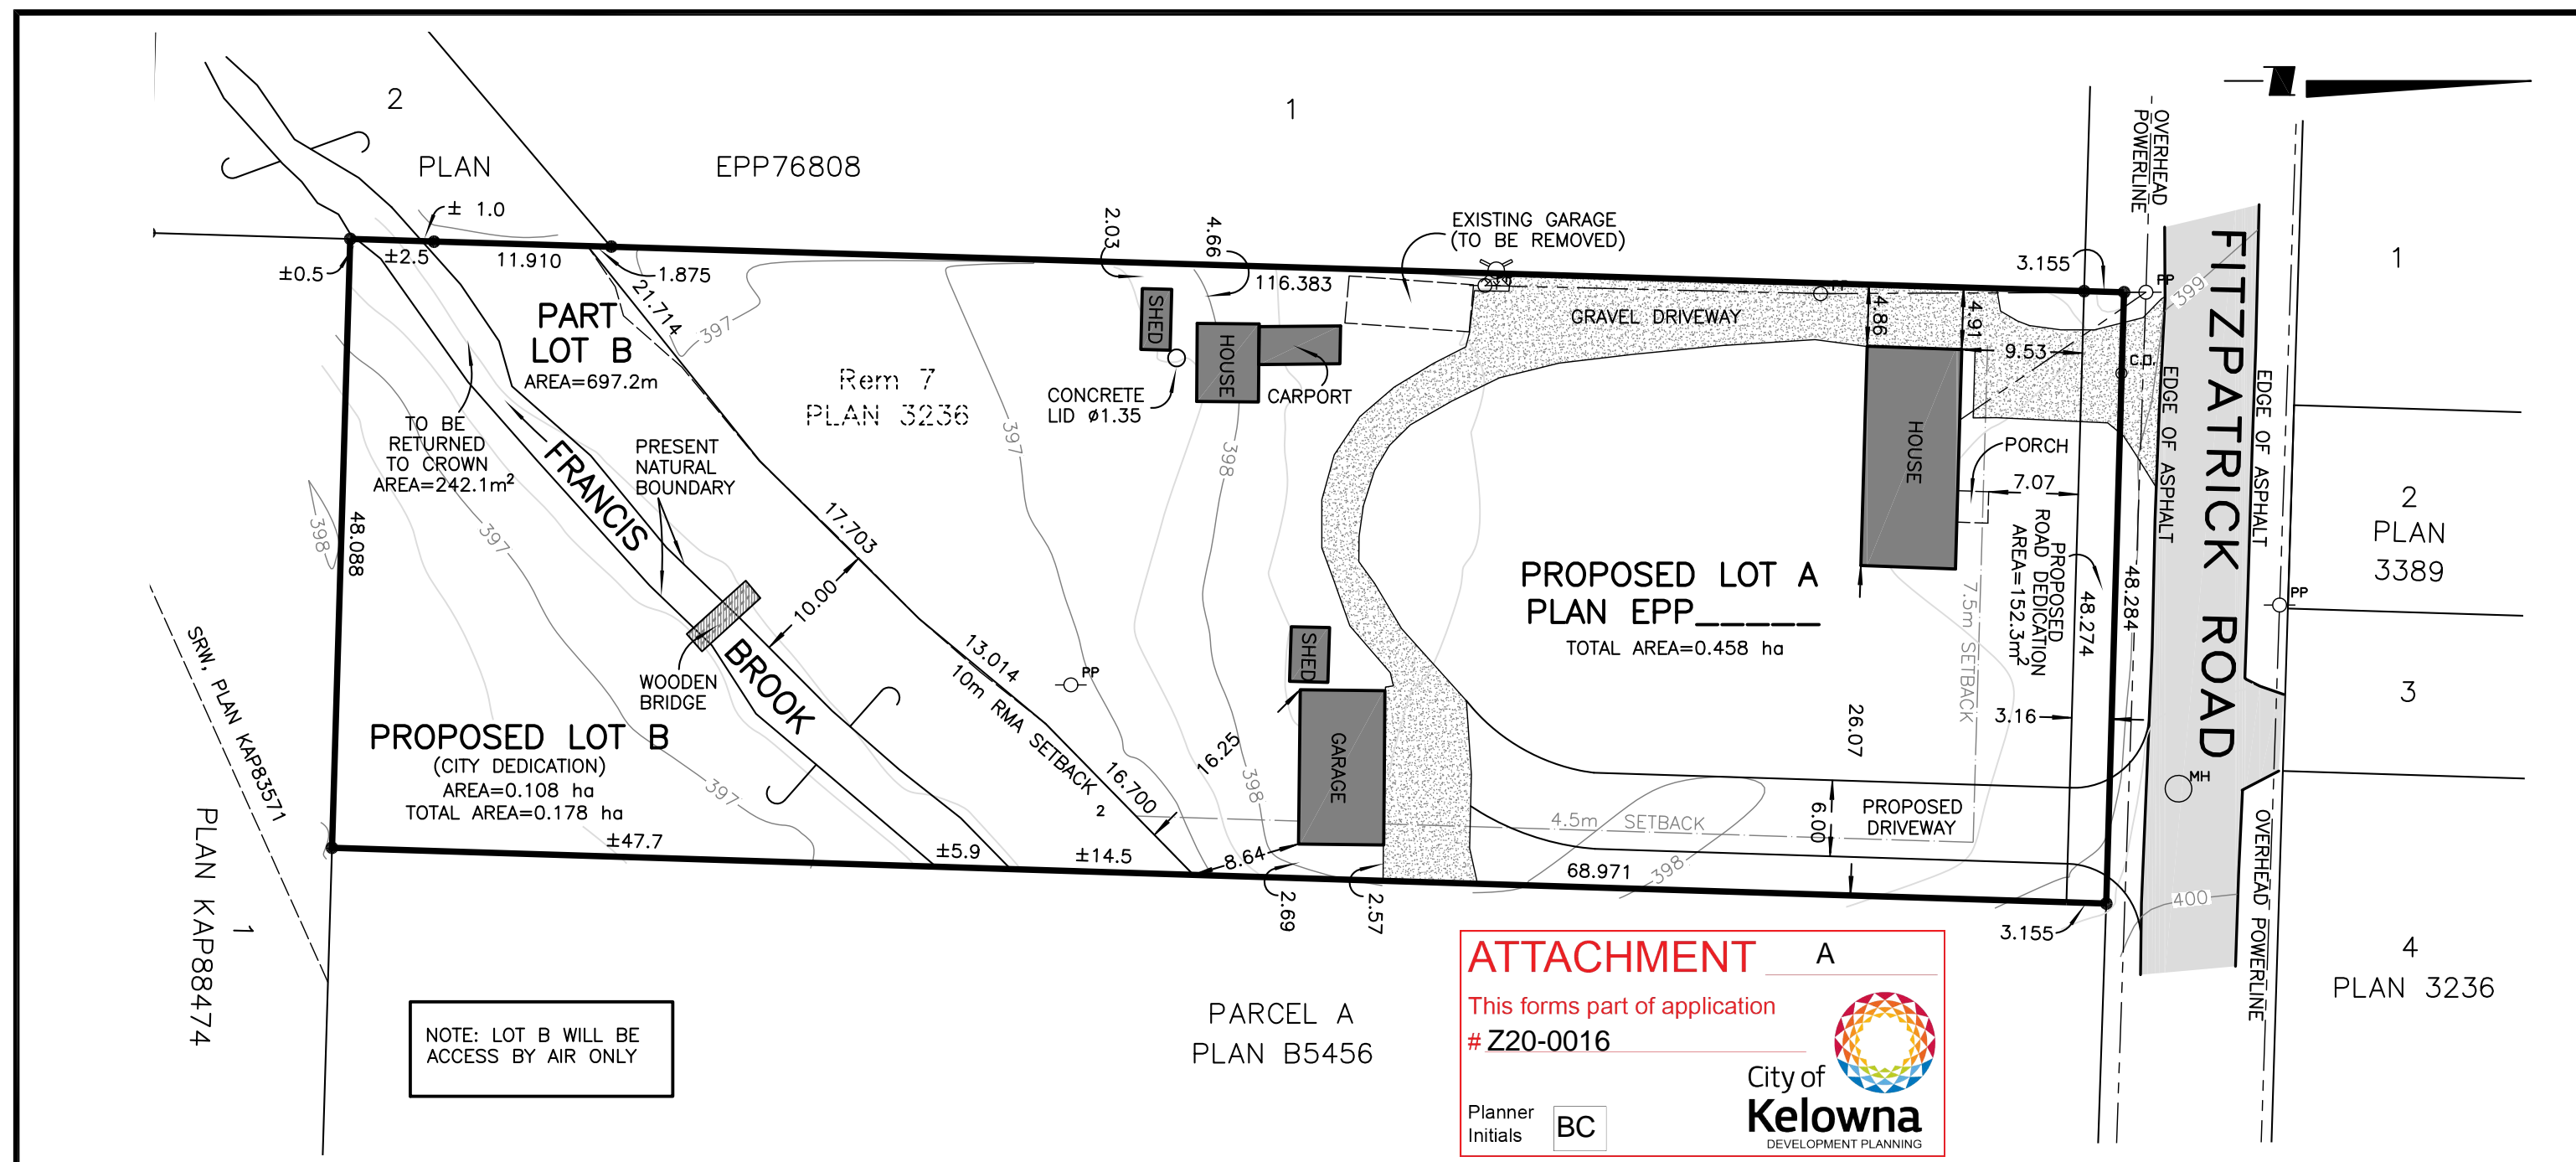 2
PLAN
EPP76808
1
± 1.0
±2.5
11.910
±0.5
1.875
21.714
PART
LOT B
AREA=697.2m
397
2.03
4.66
116.383
EXISTING GARAGE
(TO BE REMOVED)
SHED
HOUSE
CARPORT
CONCRETE
LID ø1.35
Rem 7
PLAN 3236
397
398
GRAVEL DRIVEWAY
4.86
4.91
9.53
3.155
PP
399
OVERHEAD
POWERLINE
EDGE OF ASPHALT
EDGE OF ASPHALT
FITZPATRICK ROAD
1
2
PLAN
3389
3
4
PLAN 3236
PP
MH
400
OVERHEAD POWERLINE
HOUSE
PORCH
7.07
PROPOSED
ROAD DEDICATION
AREA=152.3m²
48.274
48.284
7.5m SETBACK
3.16
26.07
PROPOSED LOT A
PLAN EPP_____
TOTAL AREA=0.458 ha
TO BE
RETURNED
TO CROWN
AREA=242.1m²
PRESENT
NATURAL
BOUNDARY
FRANCIS
BROOK
398
48.088
397
17.703
10.00
13.014
10m RMA SETBACK
16.700
2
WOODEN
BRIDGE
PP
SHED
GARAGE
16.25
398
8.64
2.69
2.57
4.5m SETBACK
6.00
PROPOSED
DRIVEWAY
68.971
398
3.155
PROPOSED LOT B
(CITY DEDICATION)
AREA=0.108 ha
TOTAL AREA=0.178 ha
397
±47.7
±5.9
±14.5
SRW, PLAN KAP83571
1
PLAN KAP88474
NOTE: LOT B WILL BE
ACCESS BY AIR ONLY
PARCEL A
PLAN B5456
ATTACHMENT A
This forms part of application
# Z20-0016
City of
Kelowna
DEVELOPMENT PLANNING
Planner
Initials BC